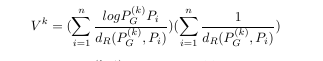 $V^k = (\sum_{i=1}^{n} \frac{log P_G^{(k)} P_i}{d_R(P_G^{(k)}, P_i)})(\sum_{i=1}^{n} \frac{1}{d_R(P_G^{(k)}, P_i)})$